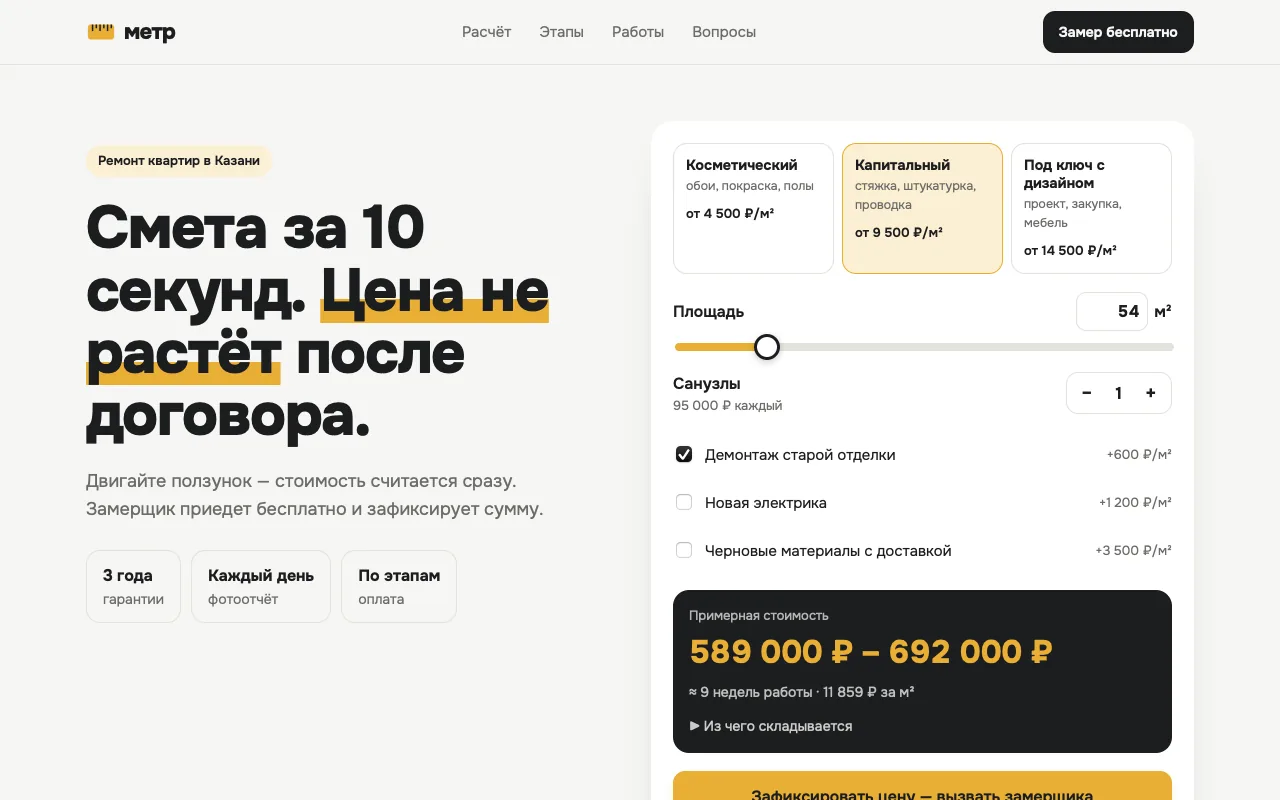 метр
Расчёт
Этапы
Работы
Вопросы
Замер бесплатно
Ремонт квартир в Казани
Смета за 10
секунд. Цена не
растёт после
договора.
Двигайте ползунок — стоимость считается сразу.
Замерщик приедет бесплатно и зафиксирует сумму.
3 года
гарантии
Каждый день
фотоотчёт
По этапам
оплата
Косметический
обои, покраска, полы
от 4 500 ₽/м²
Капитальный
стяжка, штукатурка,
проводка
от 9 500 ₽/м²
Под ключ с
дизайном
проект, закупка,
мебель
от 14 500 ₽/м²
Площадь
54 м²
Санузлы
95 000 ₽ каждый
− 1 +
Демонтаж старой отделки
+600 ₽/м²
Новая электрика
+1 200 ₽/м²
Черновые материалы с доставкой
+3 500 ₽/м²
Примерная стоимость
589 000 ₽ – 692 000 ₽
≈ 9 недель работы · 11 859 ₽ за м²
▶ Из чего складывается
Зафиксировать цену — вызвать замерщика